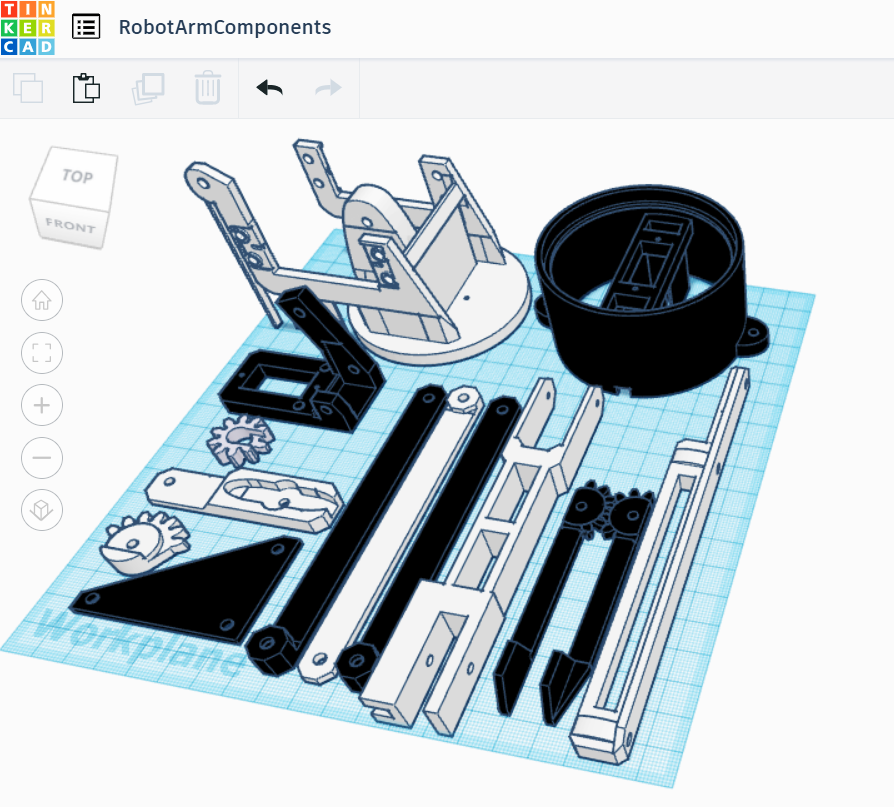 TIN
KER
CAD
RobotArmComponents
TOP
FRONT
Workplane